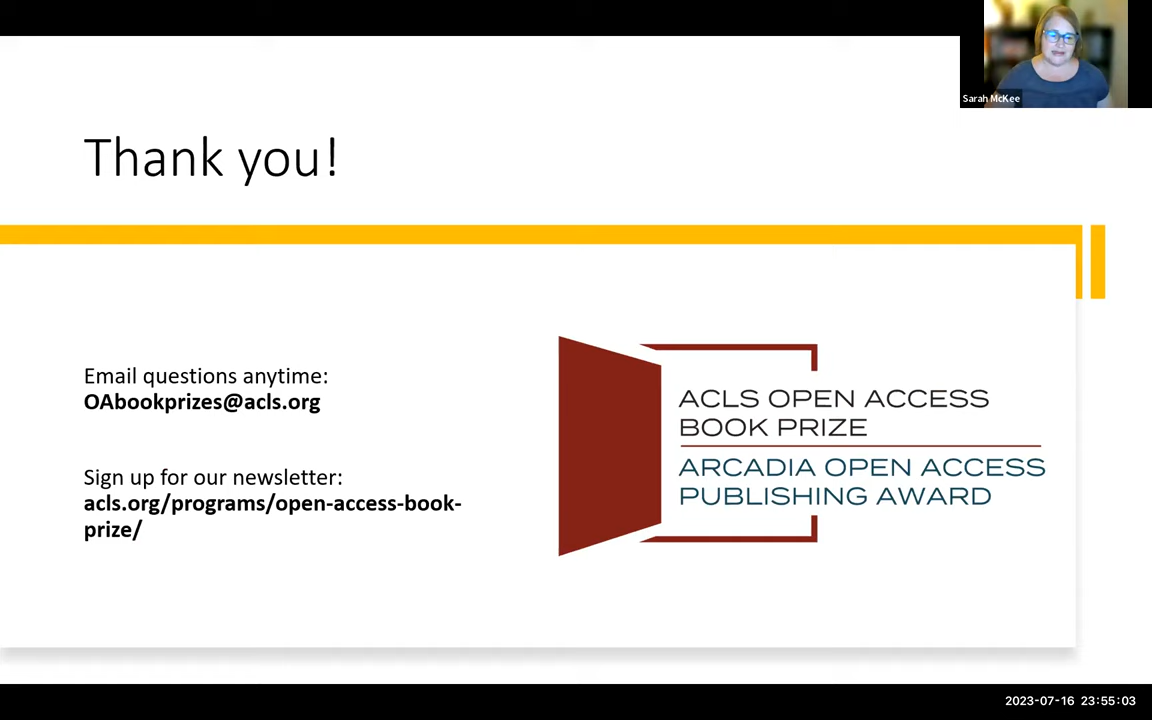 Sarah McKee
Thank you!
Email questions anytime:
OAbookprizes@acls.org
Sign up for our newsletter:
acls.org/programs/open-access-book-
prize/
ACLS OPEN ACCESS
BOOK PRIZE
ARCADIA OPEN ACCESS
PUBLISHING AWARD
2023-07-16 23:55:03